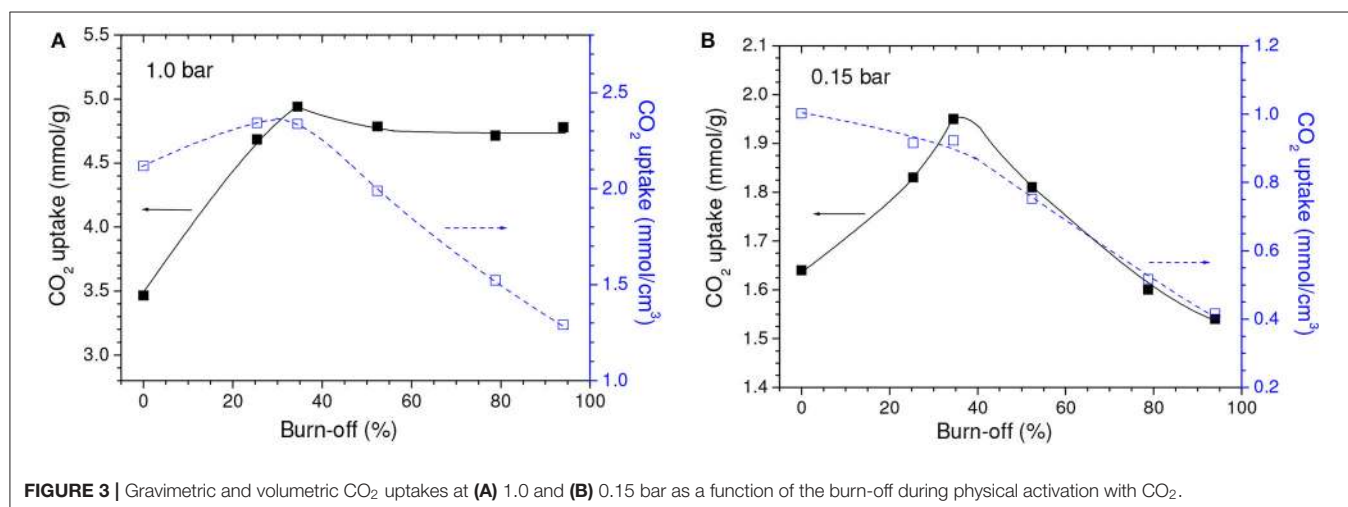 A
1.0 bar
5.5
5.0
4.5
4.0
3.5
3.0
CO₂ uptake (mmol/g)
2.5
2.0
1.5
1.0
CO₂ uptake (mmol/cm³)
0 20 40 60 80 100
Burn-off (%)
B
0.15 bar
2.1
2.0
1.9
1.8
1.7
1.6
1.5
1.4
CO₂ uptake (mmol/g)
1.2
1.0
0.8
0.6
0.4
0.2
CO₂ uptake (mmol/cm³)
0 20 40 60 80 100
Burn-off (%)
FIGURE 3 | Gravimetric and volumetric CO₂ uptakes at (A) 1.0 and (B) 0.15 bar as a function of the burn-off during physical activation with CO₂.